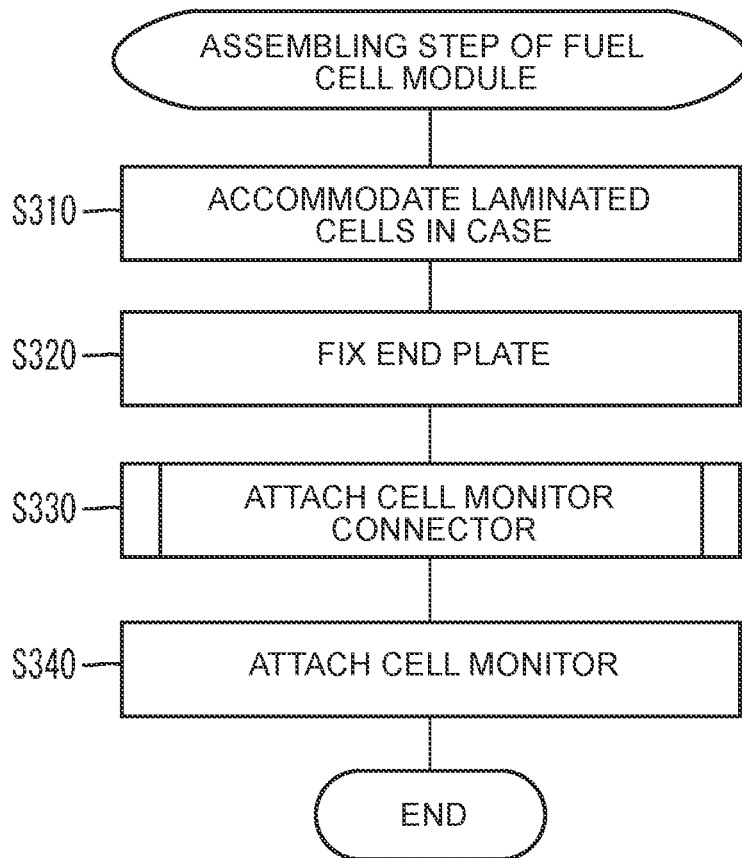 ASSEMBLING STEP OF FUEL
CELL MODULE
S310
ACCOMMODATE LAMINATED
CELLS IN CASE
S320
FIX END PLATE
S330
ATTACH CELL MONITOR
CONNECTOR
S340
ATTACH CELL MONITOR
END